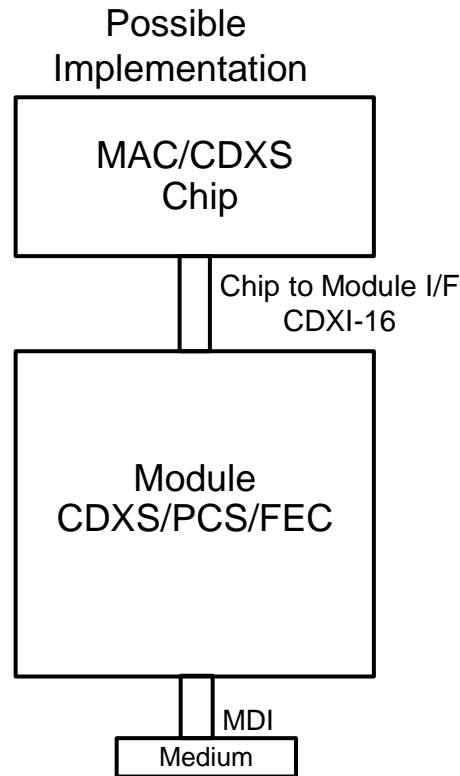 Possible
Implementation
MAC/CDXS
Chip
Chip to Module I/F
CDXI-16
Module
CDXS/PCS/FEC
MDI
Medium